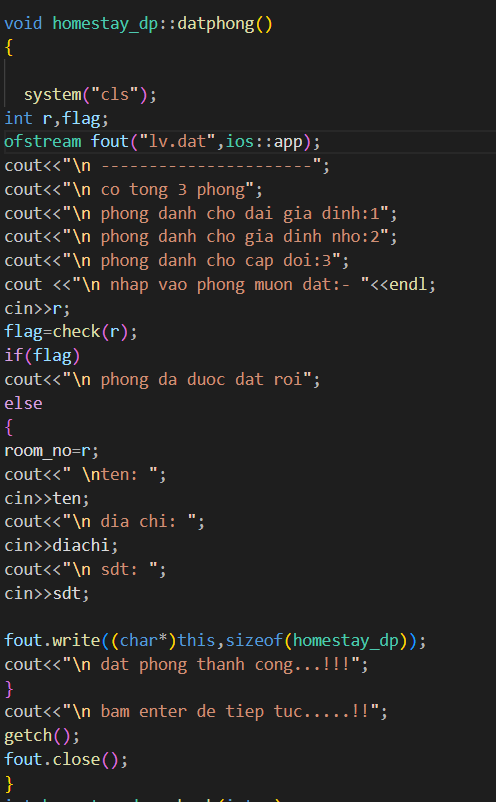 void homestay_dp::datphong()
{
system("cls");
int r,flag;
ofstream fout("lv.dat",ios::app);
cout<<"\n ----------------------";
cout<<"\n co tong 3 phong";
cout<<"\n phong danh cho dai gia dinh:1";
cout<<"\n phong danh cho gia dinh nho:2";
cout<<"\n phong danh cho cap doi:3";
cout <<"\n nhap vao phong muon dat:- "<<endl;
cin>>r;
flag=check(r);
if(flag)
cout<<"\n phong da duoc dat roi";
else
{
room_no=r;
cout<<" \nten: ";
cin>>ten;
cout<<"\n dia chi: ";
cin>>diachi;
cout<<"\n sdt: ";
cin>>sdt;
fout.write((char*)this,sizeof(homestay_dp));
cout<<"\n dat phong thanh cong...!!!";
}
cout<<"\n bam enter de tiep tuc.....!!";
getch();
fout.close();
}